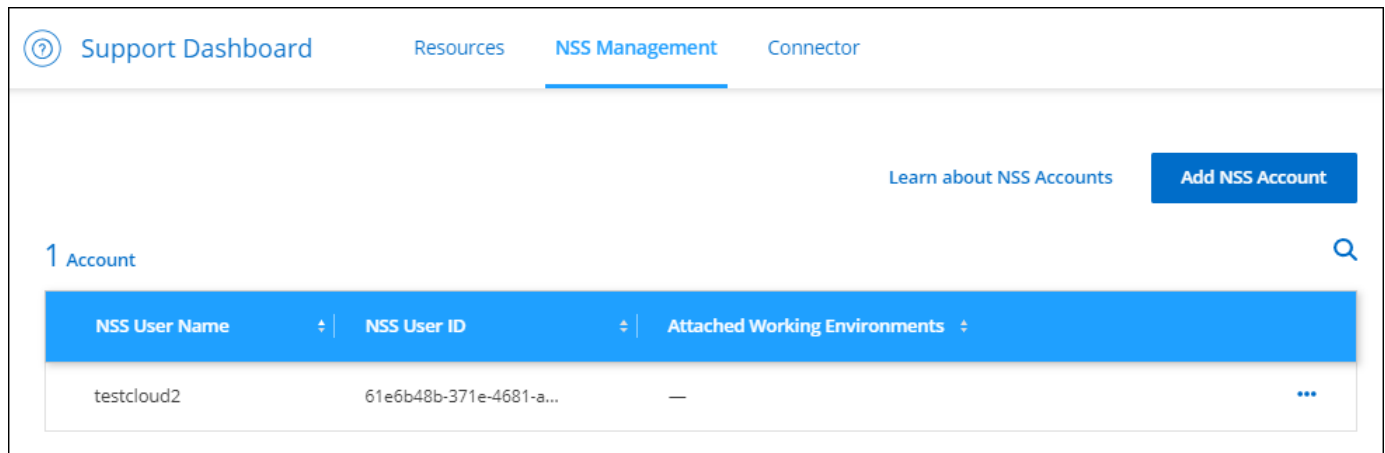 Support Dashboard Resources NSS Management Connector
Learn about NSS Accounts Add NSS Account
1 Account
NSS User Name NSS User ID Attached Working Environments
testcloud2 61e6b48b-371e-4681-a... —